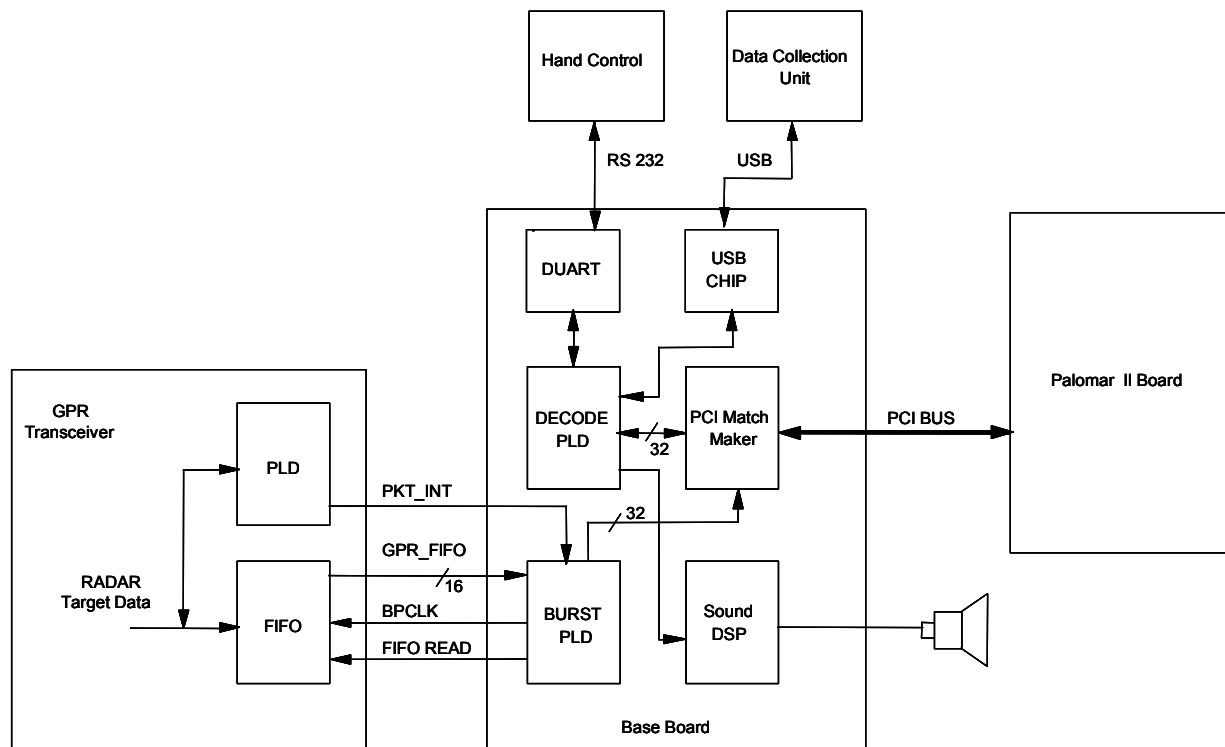 Hand Control
Data Collection
Unit
RS 232
USB
DUART
USB
CHIP
Palomar II Board
GPR
Transceiver
PLD
DECODE
PLD
32
PCI Match
Maker
PCI BUS
PKT_INT
32
GPR_FIFO
16
RADAR
Target Data
FIFO
BPCLK
FIFO READ
BURST
PLD
Sound
DSP
Base Board